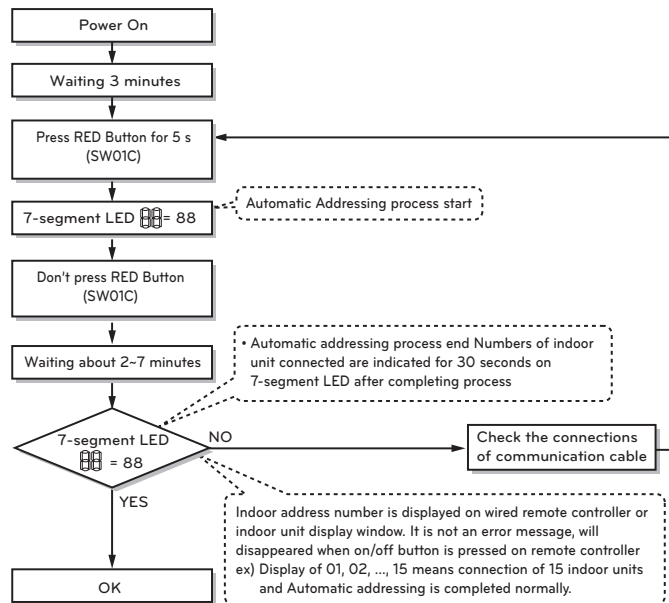 Power On
Waiting 3 minutes
Press RED Button for 5 s
(SW01C)
7-segment LED 88 = 88
Automatic Addressing process start
Don't press RED Button
(SW01C)
Waiting about 2~7 minutes
• Automatic addressing process end Numbers of indoor
unit connected are indicated for 30 seconds on
7-segment LED after completing process
7-segment LED
88 = 88
NO
Check the connections
of communication cable
YES
Indoor address number is displayed on wired remote controller or
indoor unit display window. It is not an error message, will
disappeared when on/off button is pressed on remote controller
ex) Display of 01, 02, ..., 15 means connection of 15 indoor units
and Automatic addressing is completed normally.
OK